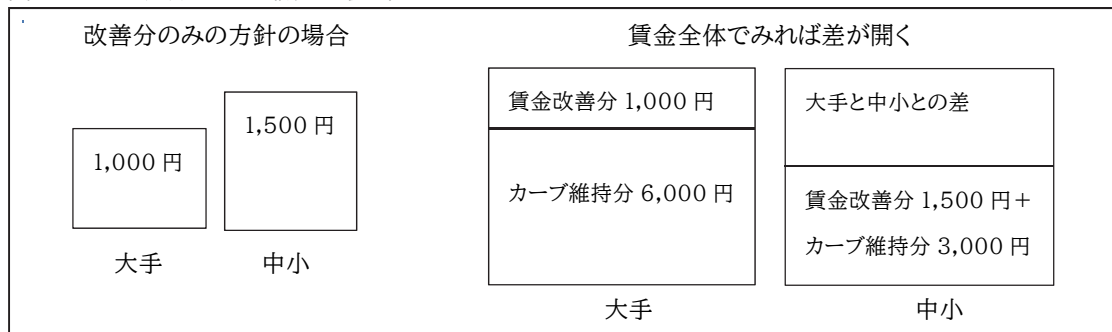 改善分のみの方針の場合
1,000 円
1,500 円
大手
中小
賃金全体でみれば差が開く
賃金改善分 1,000 円
カーブ維持分 6,000 円
大手
大手と中小との差
賃金改善分 1,500 円＋
カーブ維持分 3,000 円
中小